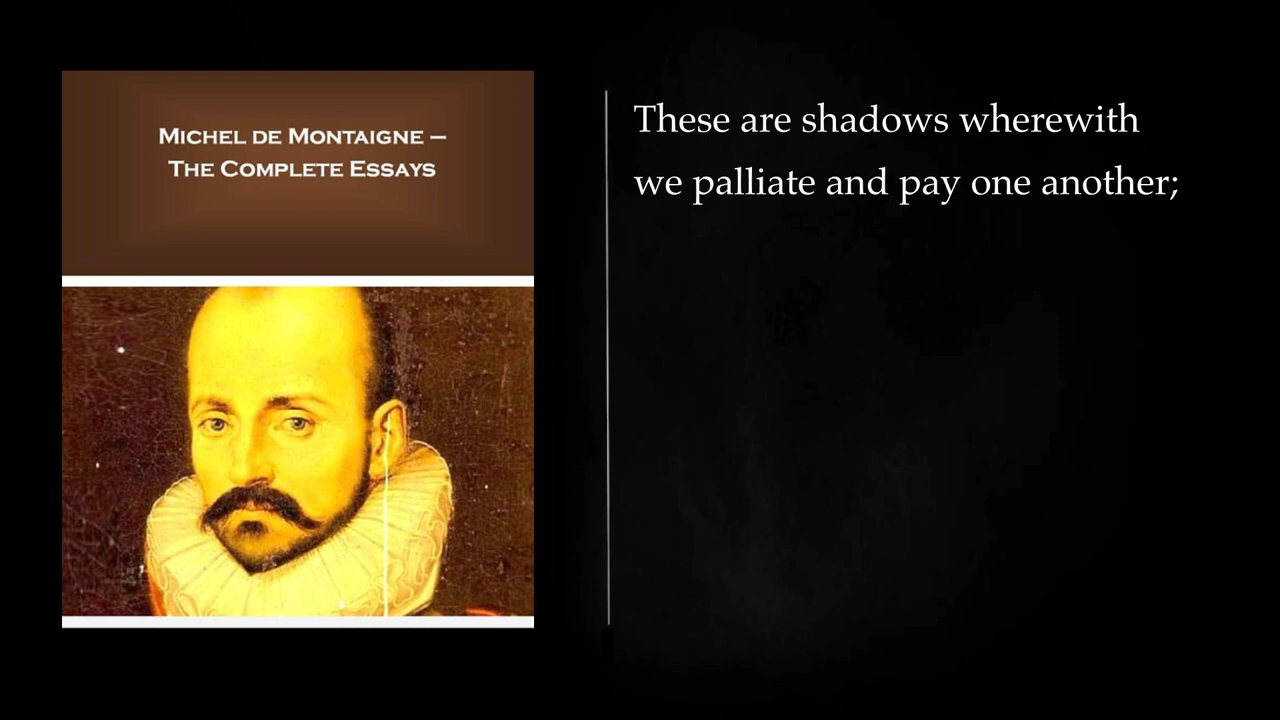 MICHEL DE MONTAIGNE –
THE COMPLETE ESSAYS
These are shadows wherewith
we palliate and pay one another;